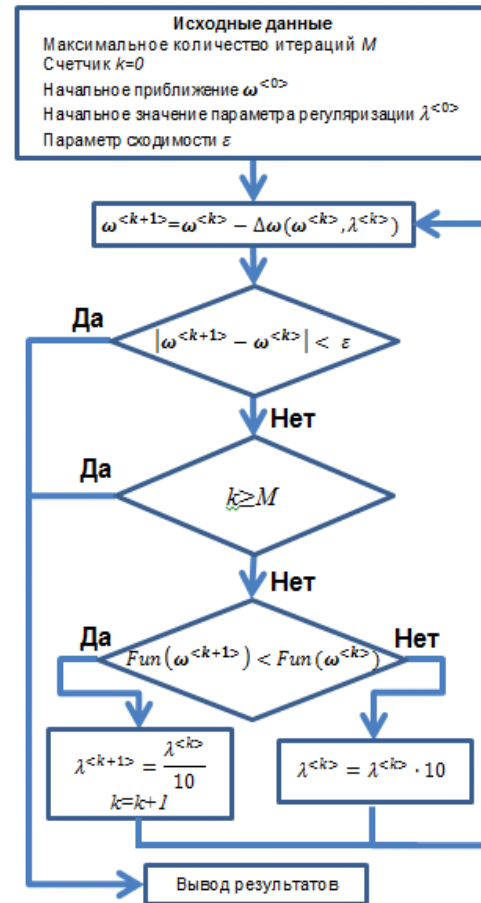 Исходные данные
Максимальное количество итераций M
Счетчик k=0
Начальное приближение ω^<0>
Начальное значение параметра регуляризации λ^<0>
Параметр сходимости ε
ω^<k+1>=ω^<k> − Δω(ω^<k>,λ^<k>)
Да
|ω^<k+1> − ω^<k>| < ε
Нет
Да
k≥M
Нет
Да
Fun(ω^<k+1>) < Fun(ω^<k>)
Нет
λ^<k+1> = λ^<k>/10
k=k+1
λ^<k> = λ^<k> · 10
Вывод результатов